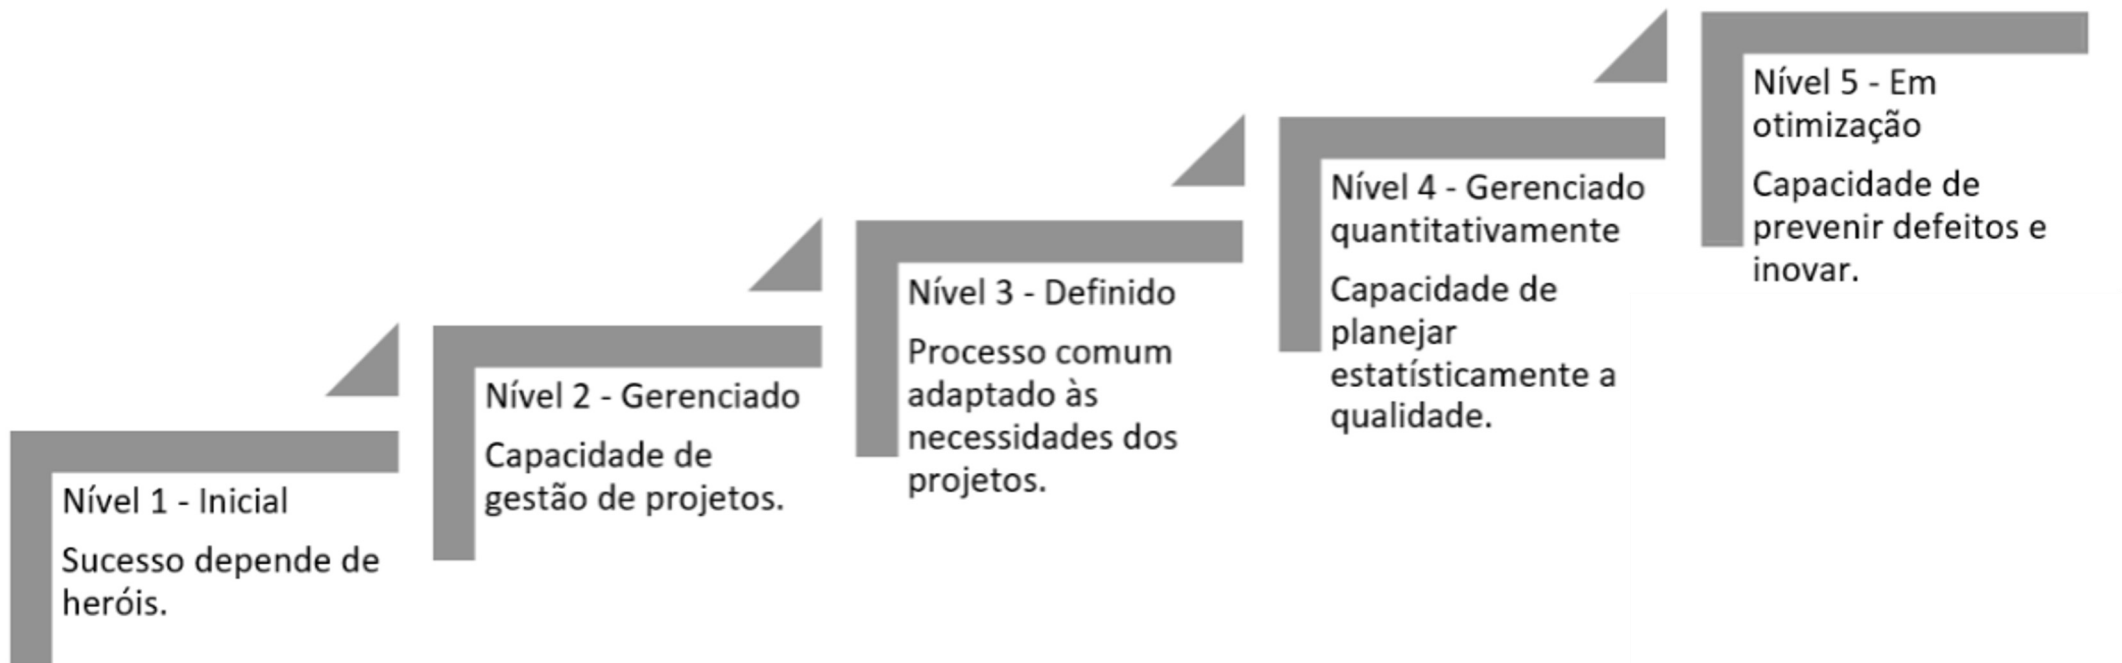 Nível 1 - Inicial
Sucesso depende de
heróis.
Nível 2 - Gerenciado
Capacidade de
gestão de projetos.
Nível 3 - Definido
Processo comum
adaptado às
necessidades dos
projetos.
Nível 4 - Gerenciado
quantitativamente
Capacidade de
planejar
estatísticamente a
qualidade.
Nível 5 - Em
otimização
Capacidade de
prevenir defeitos e
inovar.